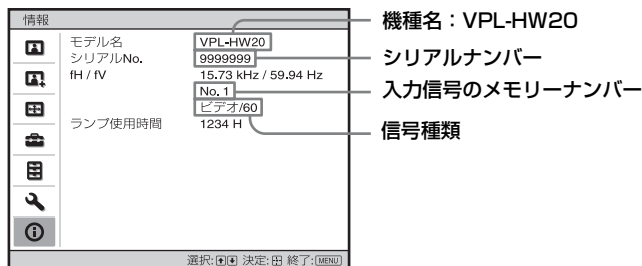 情報
モデル名 VPL-HW20
シリアルNo. 9999999
fH / fV 15.73 kHz / 59.94 Hz
No. 1
ビデオ/60
ランプ使用時間 1234 H
選択: 決定: 終了: MENU
機種名：VPL-HW20
シリアルナンバー
入力信号のメモリーナンバー
信号種類